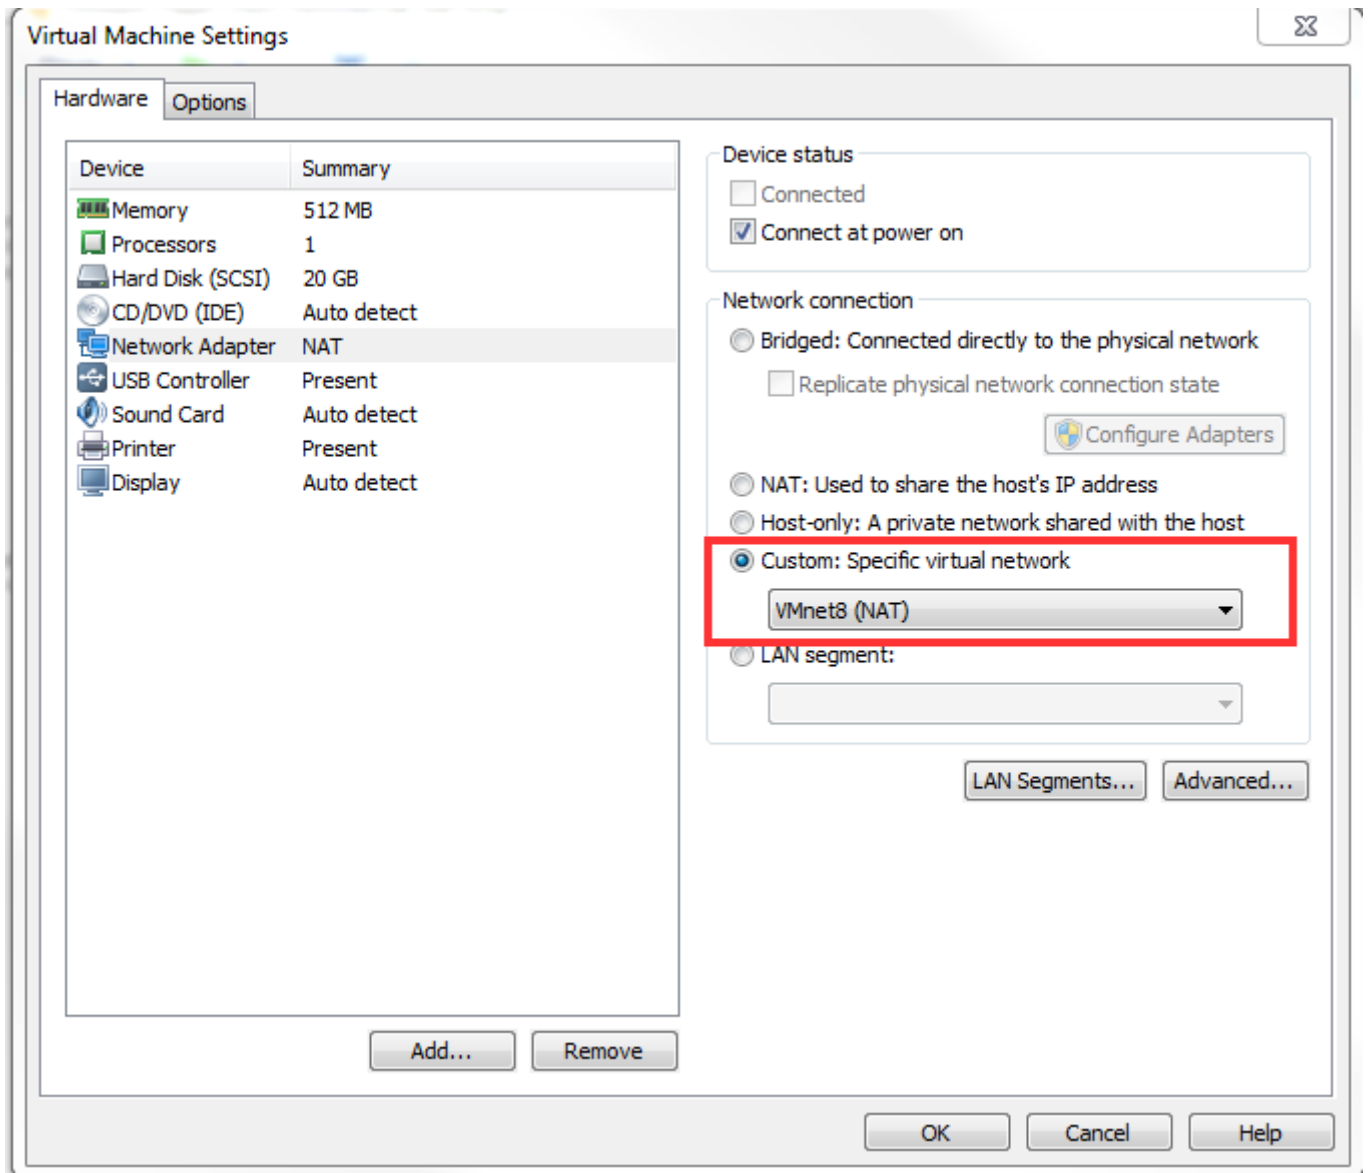 Virtual Machine Settings
Hardware
Options
Device Summary
Memory 512 MB
Processors 1
Hard Disk (SCSI) 20 GB
CD/DVD (IDE) Auto detect
Network Adapter NAT
USB Controller Present
Sound Card Auto detect
Printer Present
Display Auto detect
Add...
Remove
Device status
Connected
Connect at power on
Network connection
Bridged: Connected directly to the physical network
Replicate physical network connection state
Configure Adapters
NAT: Used to share the host's IP address
Host-only: A private network shared with the host
Custom: Specific virtual network
VMnet8 (NAT)
LAN segment:
LAN Segments...
Advanced...
OK
Cancel
Help